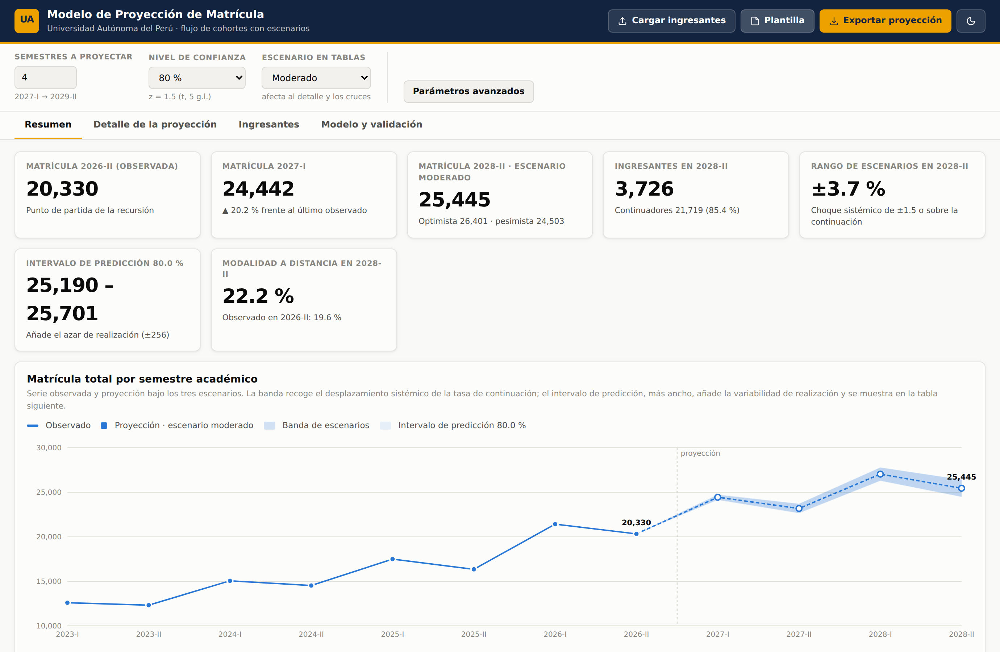 UA
Modelo de Proyección de Matrícula
Universidad Autónoma del Perú · flujo de cohortes con escenarios
Cargar ingresantes
Plantilla
Exportar proyección
SEMESTRES A PROYECTAR
4
2027-I → 2029-II
NIVEL DE CONFIANZA
80 %
z = 1.5 (t, 5 g.l.)
ESCENARIO EN TABLAS
Moderado
afecta al detalle y los cruces
Parámetros avanzados
Resumen
Detalle de la proyección
Ingresantes
Modelo y validación
MATRÍCULA 2026-II (OBSERVADA)
20,330
Punto de partida de la recursión
MATRÍCULA 2027-I
24,442
▲ 20.2 % frente al último observado
MATRÍCULA 2028-II · ESCENARIO
MODERADO
25,445
Optimista 26,401 · pesimista 24,503
INGRESANTES EN 2028-II
3,726
Continuadores 21,719 (85.4 %)
RANGO DE ESCENARIOS EN 2028-II
±3.7 %
Choque sistémico de ±1.5 σ sobre la
continuación
INTERVALO DE PREDICCIÓN 80.0 %
25,190 –
25,701
Añade el azar de realización (±256)
MODALIDAD A DISTANCIA EN 2028-
II
22.2 %
Observado en 2026-II: 19.6 %
Matrícula total por semestre académico
Serie observada y proyección bajo los tres escenarios. La banda recoge el desplazamiento sistémico de la tasa de continuación; el intervalo de predicción, más ancho, añade la variabilidad de realización y se muestra en la tabla
siguiente.
Observado
Proyección · escenario moderado
Banda de escenarios
Intervalo de predicción 80.0 %
30,000
25,000
20,000
15,000
10,000
proyección
20,330
25,445
2023-I
2023-II
2024-I
2024-II
2025-I
2025-II
2026-I
2026-II
2027-I
2027-II
2028-I
2028-II